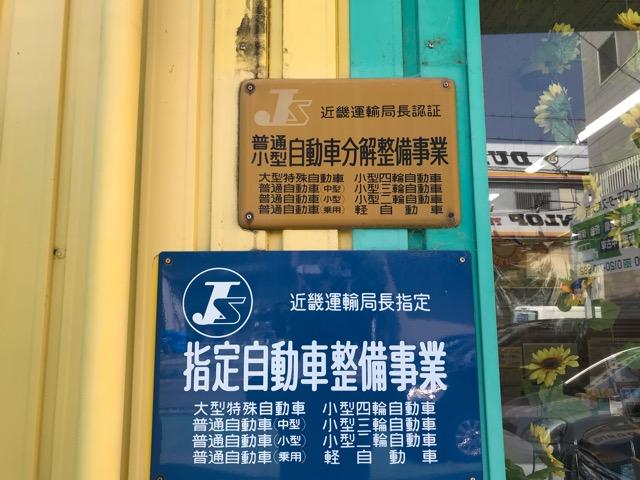 JS 近畿運輸局長認証
普通
小型 自動車分解整備事業
大型特殊自動車 小型四輪自動車
普通自動車(中型) 小型三輪自動車
普通自動車(小型) 小型二輪自動車
普通自動車(乗用) 軽自動車
JS 近畿運輸局長指定
指定自動車整備事業
大型特殊自動車 小型四輪自動車
普通自動車(中型) 小型三輪自動車
普通自動車(小型) 小型二輪自動車
普通自動車(乗用) 軽自動車
DU
DUNLOP